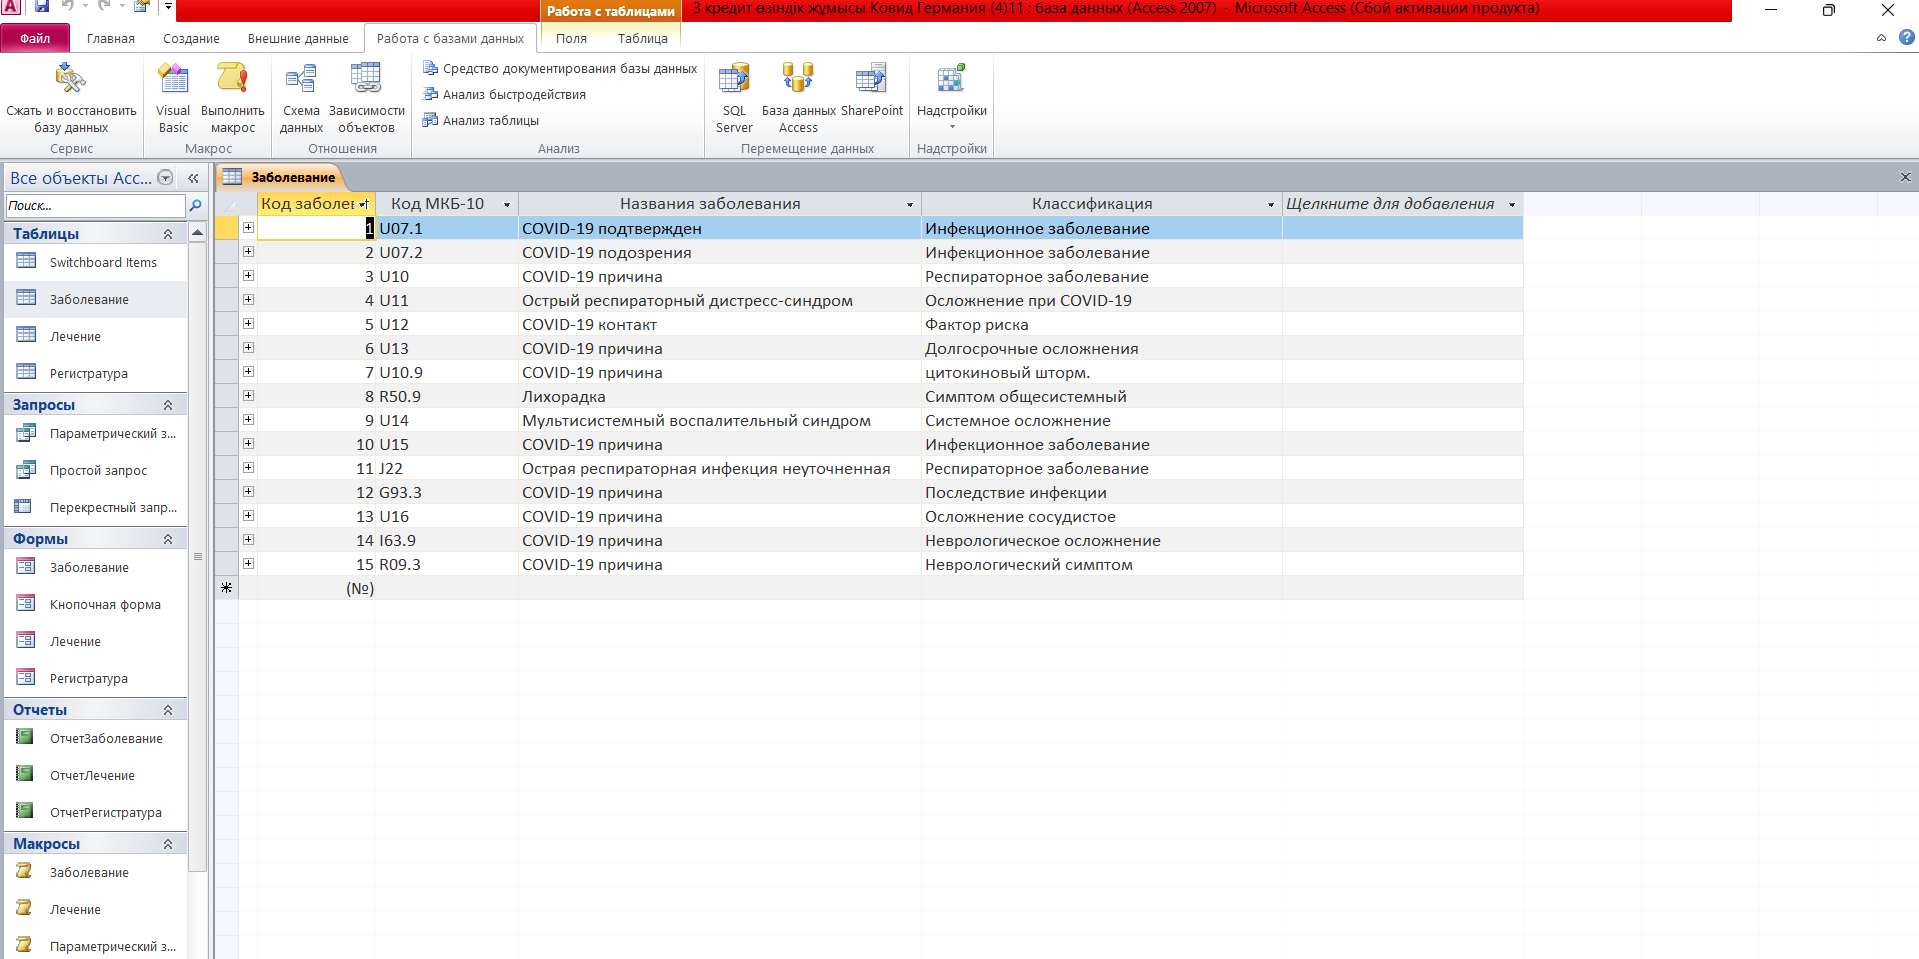 Работа с таблицами
3 кредит өзіндік жұмысы Ковид Германия (4)11 : база данных (Access 2007) - Microsoft Access (Сбой активации продукта)
Файл Главная Создание Внешние данные Работа с базами данных Поля Таблица
Сжать и восстановить базу данных
Visual Basic
Выполнить макрос
Схема данных
Зависимости объектов
Средство документирования базы данных
Анализ быстродействия
Анализ таблицы
SQL Server
База данных Access
SharePoint
Надстройки
Сервис Макрос Отношения Анализ Перемещение данных Надстройки
Все объекты Acc...
Поиск...
Таблицы
Switchboard Items
Заболевание
Лечение
Регистратура
Запросы
Параметрический з...
Простой запрос
Перекрестный запр...
Формы
Заболевание
Кнопочная форма
Лечение
Регистратура
Отчеты
ОтчетЗаболевание
ОтчетЛечение
ОтчетРегистратура
Макросы
Заболевание
Лечение
Параметрический з...
Заболевание
Код заболев Код МКБ-10 Названия заболевания Классификация Щелкните для добавления
1 U07.1 COVID-19 подтвержден Инфекционное заболевание
2 U07.2 COVID-19 подозрения Инфекционное заболевание
3 U10 COVID-19 причина Респираторное заболевание
4 U11 Острый респираторный дистресс-синдром Осложнение при COVID-19
5 U12 COVID-19 контакт Фактор риска
6 U13 COVID-19 причина Долгосрочные осложнения
7 U10.9 COVID-19 причина цитокиновый шторм.
8 R50.9 Лихорадка Симптом общесистемный
9 U14 Мультисистемный воспалительный синдром Системное осложнение
10 U15 COVID-19 причина Инфекционное заболевание
11 J22 Острая респираторная инфекция неуточненная Респираторное заболевание
12 G93.3 COVID-19 причина Последствие инфекции
13 U16 COVID-19 причина Осложнение сосудистое
14 I63.9 COVID-19 причина Неврологическое осложнение
15 R09.3 COVID-19 причина Неврологический симптом
(№)